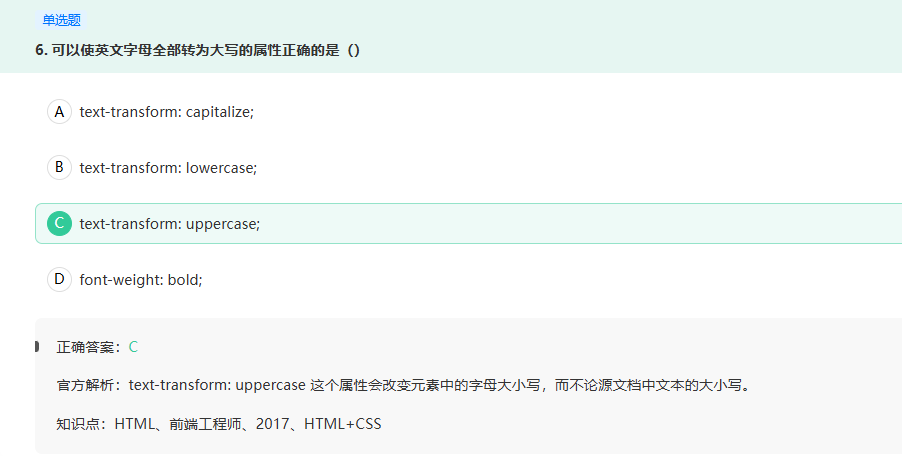 单选题
6. 可以使英文字母全部转为大写的属性正确的是（）
A text-transform: capitalize;
B text-transform: lowercase;
C text-transform: uppercase;
D font-weight: bold;
正确答案：C
官方解析：text-transform: uppercase 这个属性会改变元素中的字母大小写，而不论源文档中文本的大小写。
知识点：HTML、前端工程师、2017、HTML+CSS